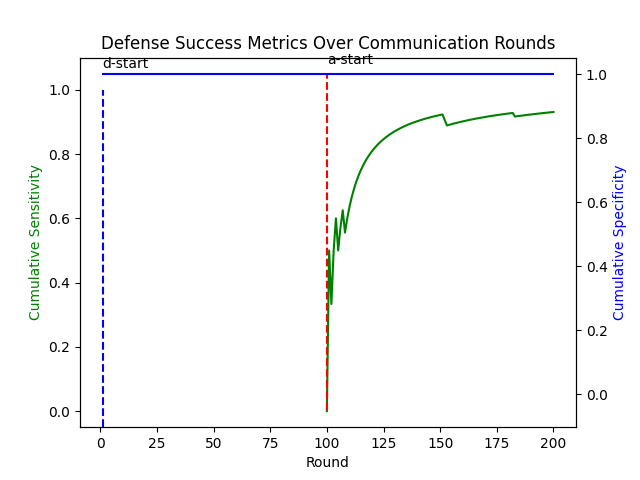 Defense Success Metrics Over Communication Rounds
d-start
a-start
1.0
0.8
0.6
0.4
0.2
0.0
Cumulative Sensitivity
1.0
0.8
0.6
0.4
0.2
0.0
Cumulative Specificity
0 25 50 75 100 125 150 175 200
Round